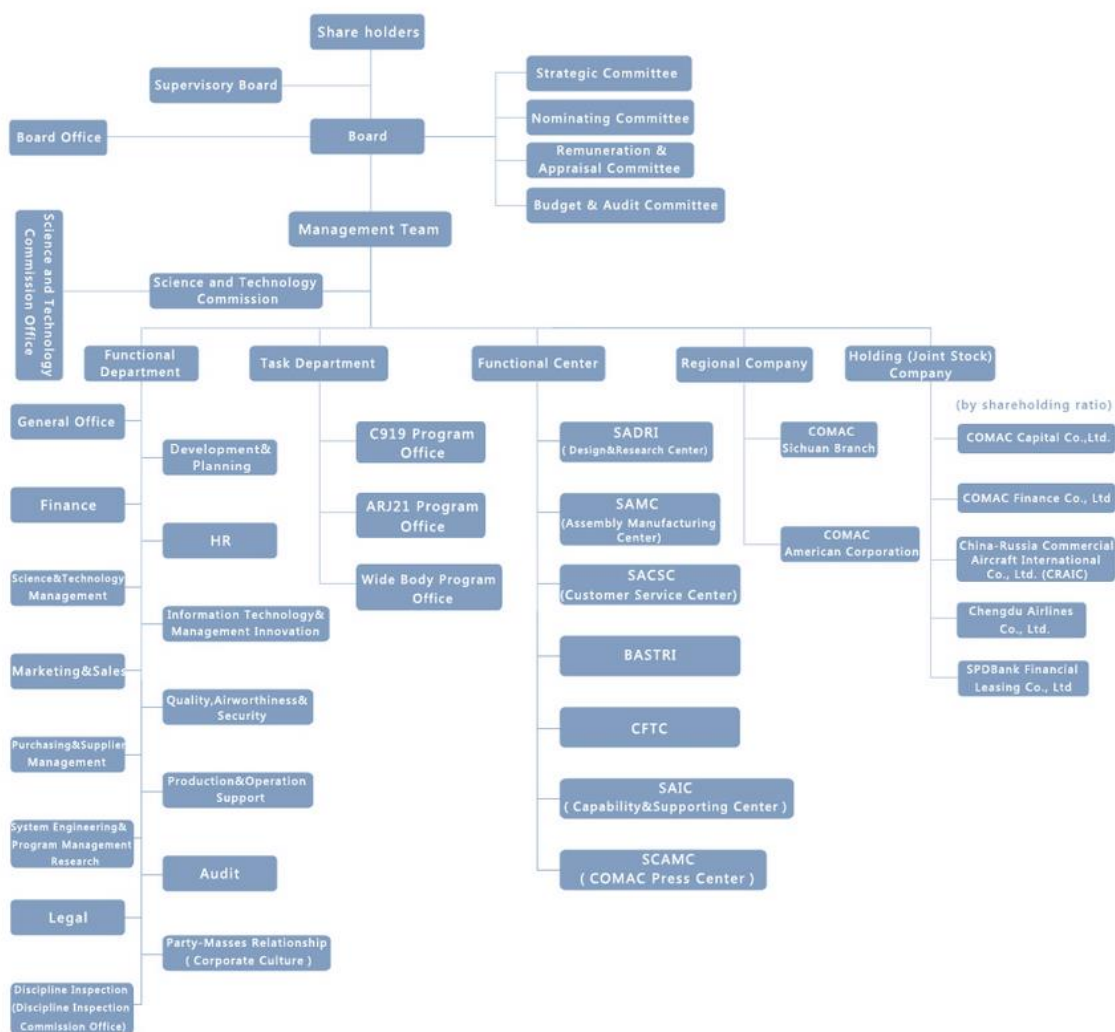 Share holders
Supervisory Board
Strategic Committee
Nominating Committee
Board Office
Board
Remuneration &
Appraisal Committee
Budget & Audit Committee
Management Team
Science and Technology
Commission Office
Science and Technology
Commission
Functional
Department
Task Department
Functional Center
Regional Company
Holding (Joint Stock)
Company
(by shareholding ratio)
General Office
Development&
Planning
Finance
HR
Science&Technology
Management
Information Technology&
Management Innovation
Marketing&Sales
Quality,Airworthiness&
Security
Purchasing&Supplier
Management
Production&Operation
Support
System Engineering&
Program Management
Research
Audit
Legal
Party-Masses Relationship
( Corporate Culture )
Discipline Inspection
(Discipline Inspection
Commission Office)
C919 Program
Office
ARJ21 Program
Office
Wide Body Program
Office
SADRI
( Design&Research Center)
SAMC
(Assembly Manufacturing
Center)
SACSC
(Customer Service Center)
BASTRI
CFTC
SAIC
( Capability&Supporting Center )
SCAMC
( COMAC Press Center )
COMAC
Sichuan Branch
COMAC
American Corporation
COMAC Capital Co.,Ltd.
COMAC Finance Co., Ltd
China-Russia Commercial
Aircraft International
Co., Ltd. (CRAIC)
Chengdu Airlines
Co., Ltd.
SPDBank Financial
Leasing Co., Ltd